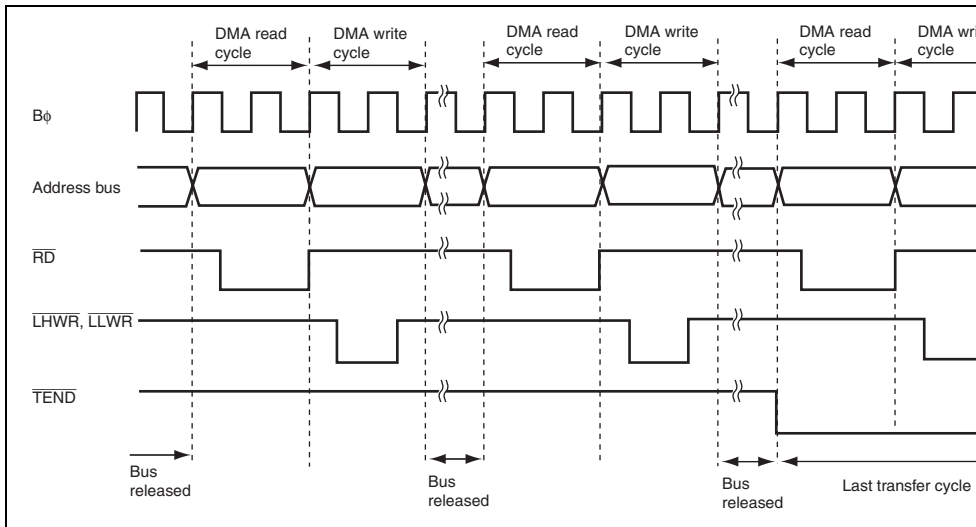 DMA read cycle
DMA write cycle
DMA read cycle
DMA write cycle
DMA read cycle
DMA wri
cycle
Bϕ
Address bus
RD
LHWR, LLWR
TEND
Bus released
Bus released
Bus released
Last transfer cycle